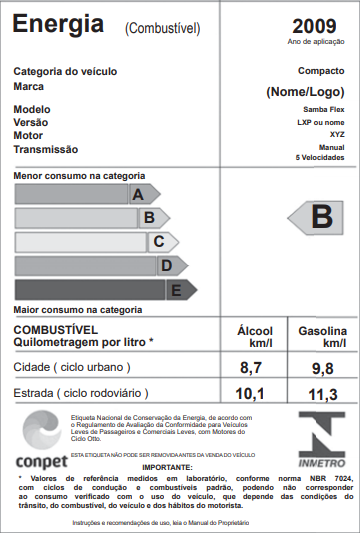 Energia (Combustível) 2009
Ano de aplicação
Categoria do veículo Compacto
Marca (Nome/Logo)
Modelo Samba Flex
Versão LXP ou nome
Motor XYZ
Transmissão Manual
5 Velocidades
Menor consumo na categoria
A
B
B
C
D
E
Maior consumo na categoria
COMBUSTÍVEL Álcool Gasolina
Quilometragem por litro * km/l km/l
Cidade ( ciclo urbano ) 8,7 9,8
Estrada ( ciclo rodoviário ) 10,1 11,3
Etiqueta Nacional de Conservação da Energia, de acordo com
o Regulamento de Avaliação da Conformidade para Veículos
Leves de Passageiros e Comerciais Leves, com Motores do
Ciclo Otto.
ESTA ETIQUETA NÃO PODE SER REMOVIDA ANTES DA VENDA DO VEÍCULO
conpet
INMETRO
IMPORTANTE:
* Valores de referência medidos em laboratório, conforme norma NBR 7024,
com ciclos de condução e combustíveis padrão, podendo não corresponder
ao consumo verificado com o uso do veículo, que depende das condições do
trânsito, do combustível, do veículo e dos hábitos do motorista.
Instruções e recomendações de uso, leia o Manual do Proprietário